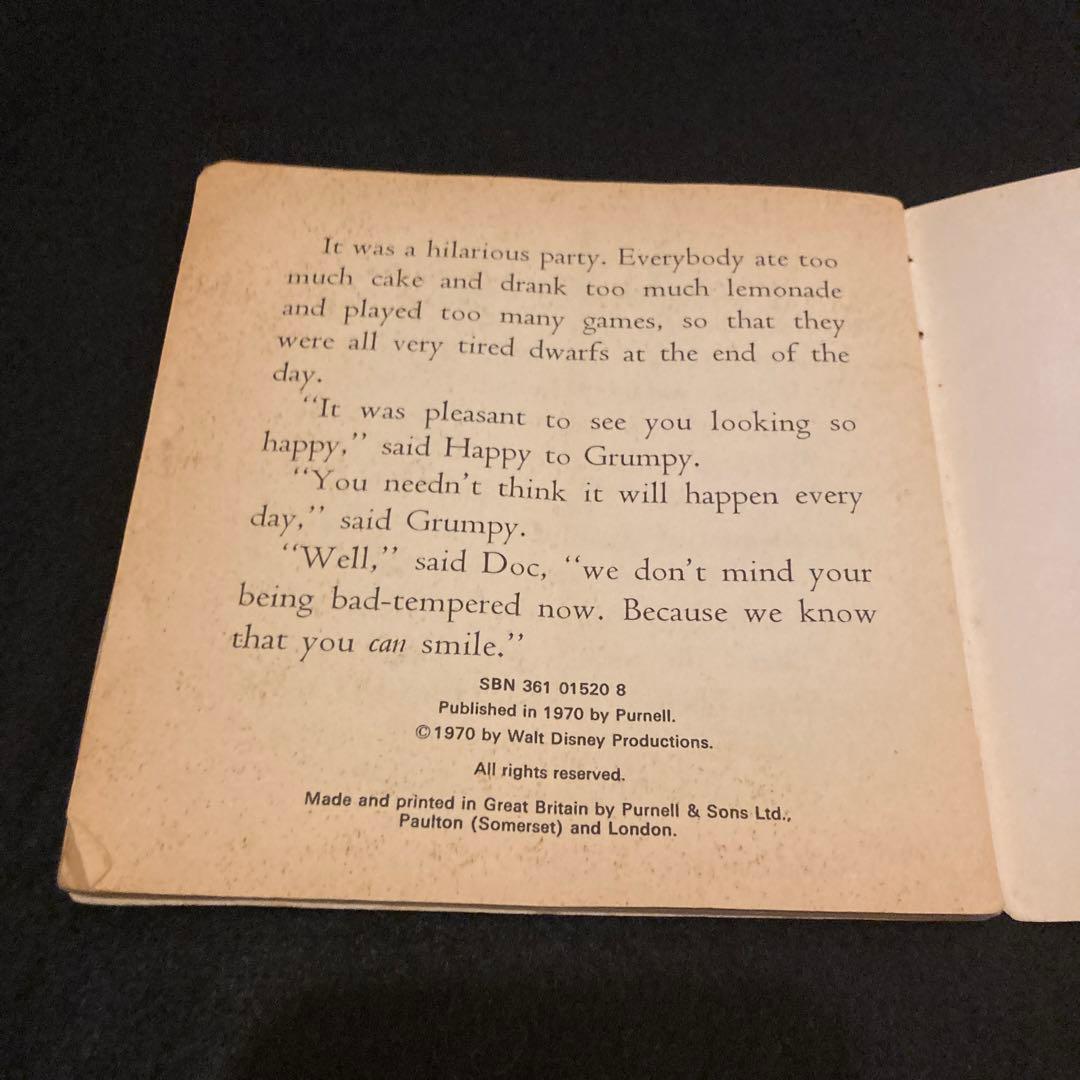 It was a hilarious party. Everybody ate too
much cake and drank too much lemonade
and played too many games, so that they
were all very tired dwarfs at the end of the
day.
“It was pleasant to see you looking so
happy,” said Happy to Grumpy.
“You needn’t think it will happen every
day,” said Grumpy.
“Well,” said Doc, “we don’t mind your
being bad-tempered now. Because we know
that you can smile.”
SBN 361 01520 8
Published in 1970 by Purnell.
©1970 by Walt Disney Productions.
All rights reserved.
Made and printed in Great Britain by Purnell & Sons Ltd.,
Paulton (Somerset) and London.